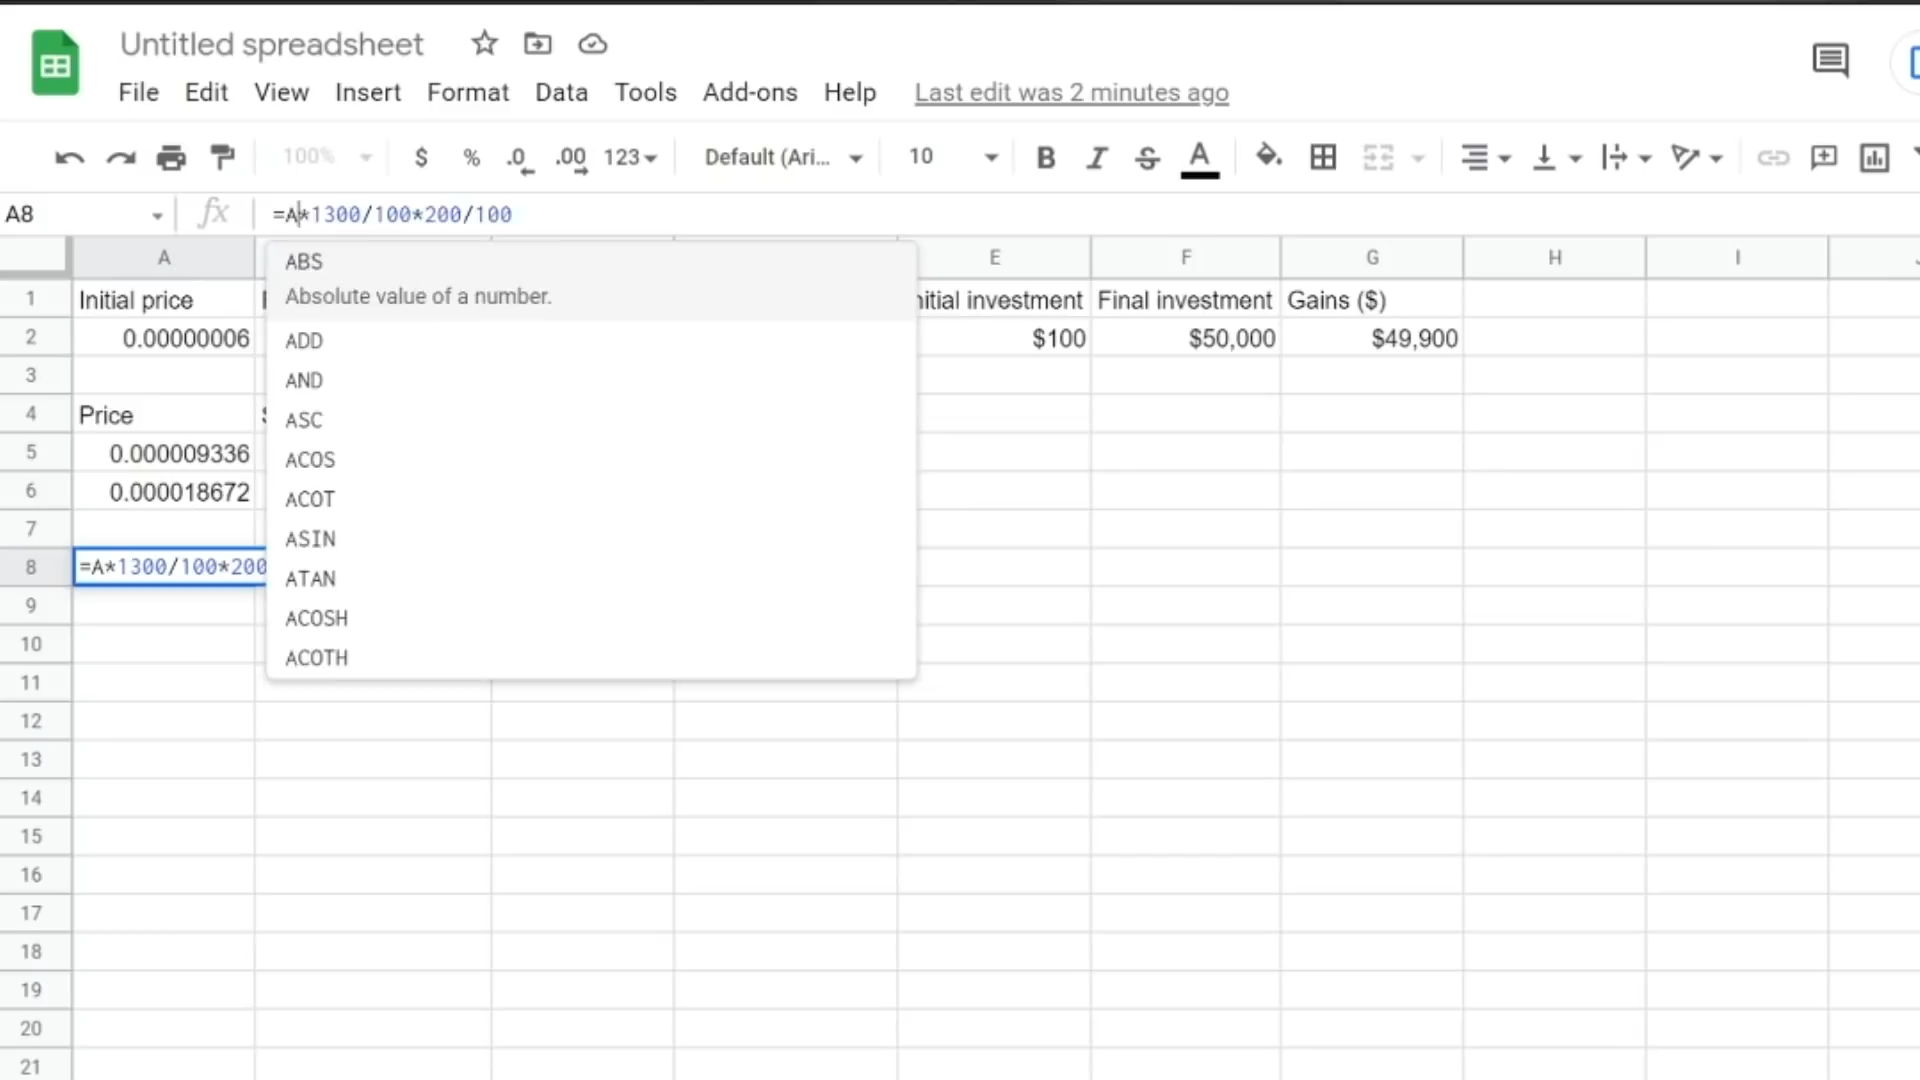 Untitled spreadsheet
File Edit View Insert Format Data Tools Add-ons Help Last edit was 2 minutes ago
100% $ % .0 .00 123 Default (Ari... 10 B I S A
A8 fx =A*1300/100*200/100
A E F G H I
1 Initial price nitial investment Final investment Gains ($)
2 0.00000006 $100 $50,000 $49,900
3
4 Price
5 0.000009336
6 0.000018672
7
8 =A*1300/100*200
9
10
11
12
13
14
15
16
17
18
19
20
21
ABS
Absolute value of a number.
ADD
AND
ASC
ACOS
ACOT
ASIN
ATAN
ACOSH
ACOTH